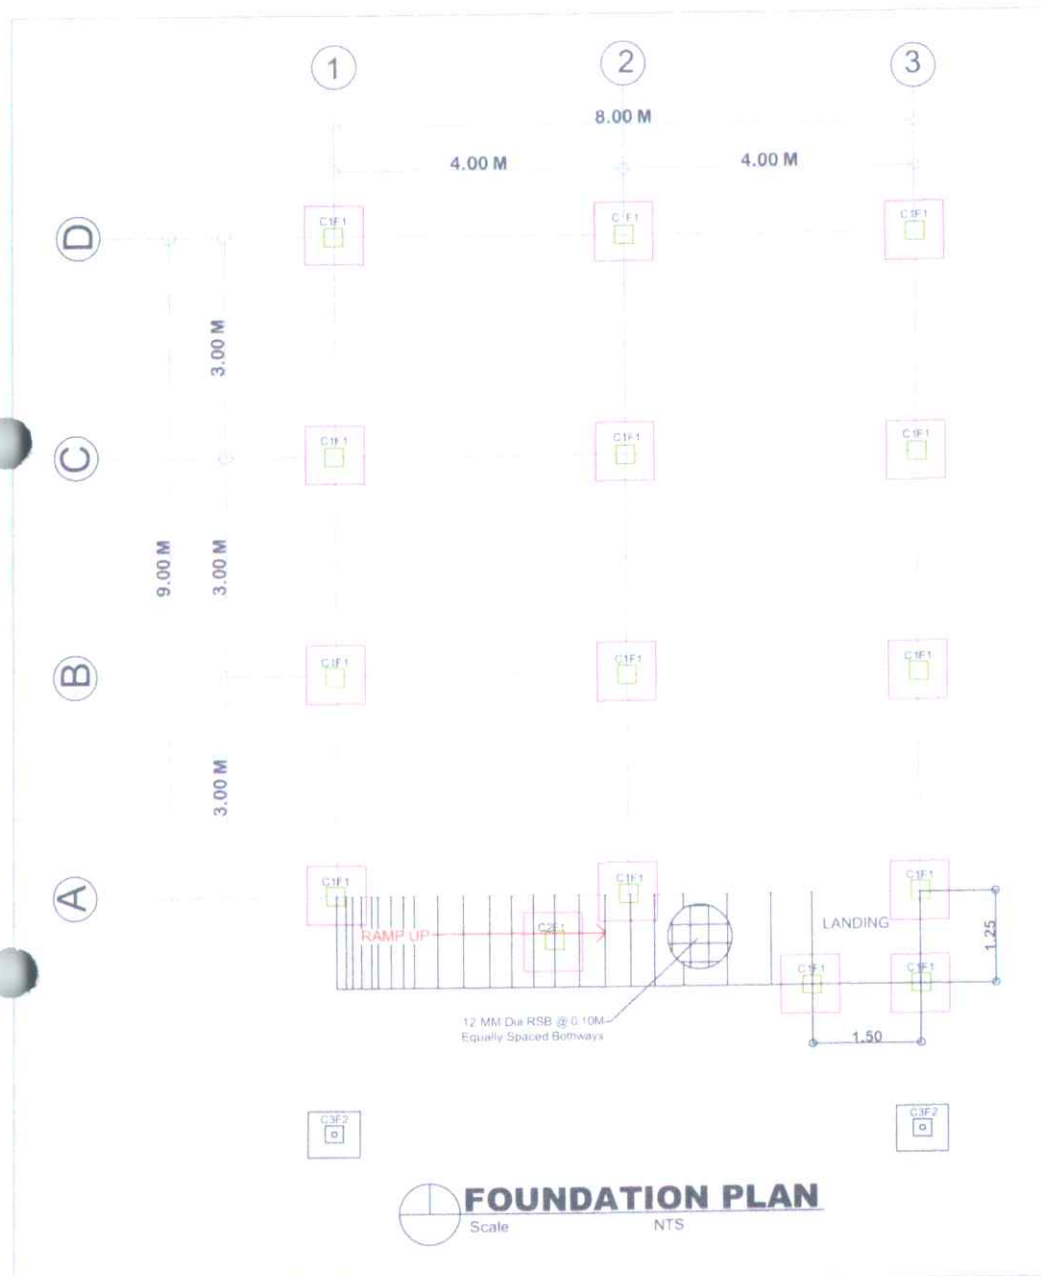 1
2
3
8.00 M
4.00 M
4.00 M
D
C1F1
C1F1
C1F1
3.00 M
C
C1F1
C1F1
C1F1
9.00 M
3.00 M
B
C1F1
C1F1
C1F1
3.00 M
A
C1F1
C1F1
C1F1
RAMP UP
C2F1
LANDING
1.25
C1F1
C1F1
12 MM Dia RSB @ 0.10M
Equally Spaced Bothways
1.50
C3F2
C3F2
FOUNDATION PLAN
Scale
NTS